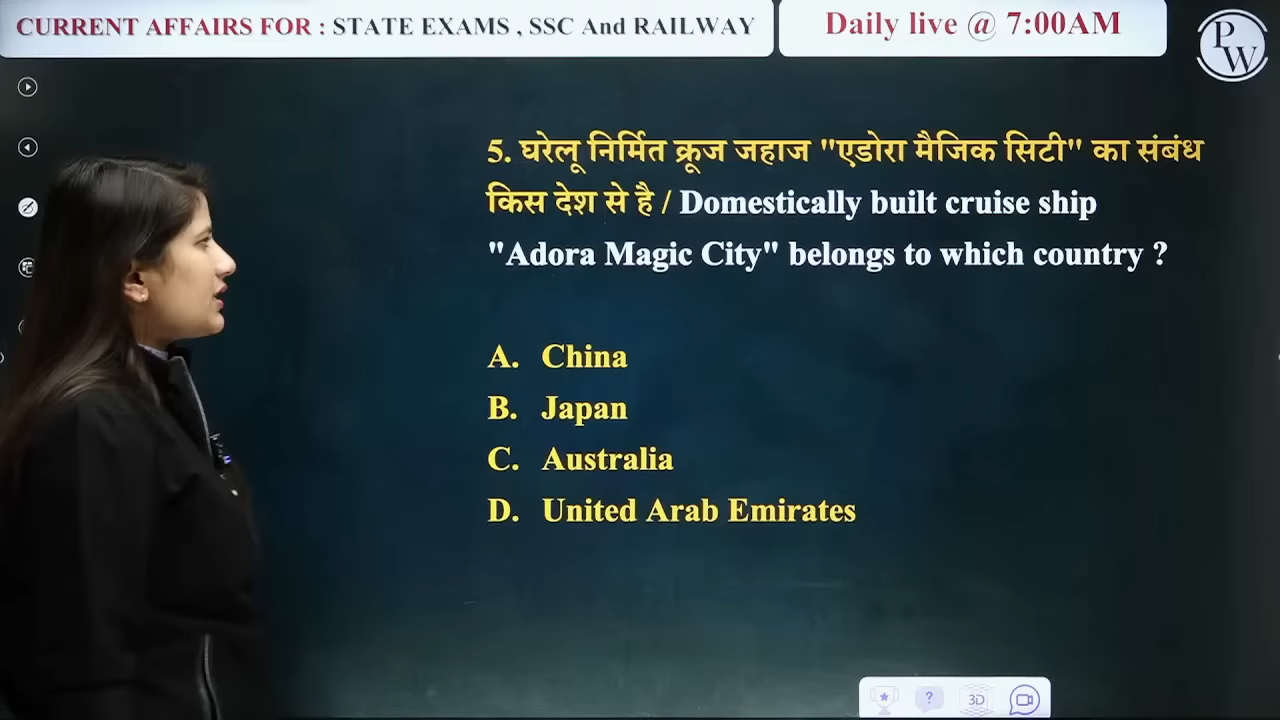 CURRENT AFFAIRS FOR : STATE EXAMS , SSC And RAILWAY
Daily live @ 7:00AM
PW
5. घरेलू निर्मित क्रूज जहाज "एडोरा मैजिक सिटी" का संबंध
किस देश से है / Domestically built cruise ship
"Adora Magic City" belongs to which country ?
A. China
B. Japan
C. Australia
D. United Arab Emirates
? 3D